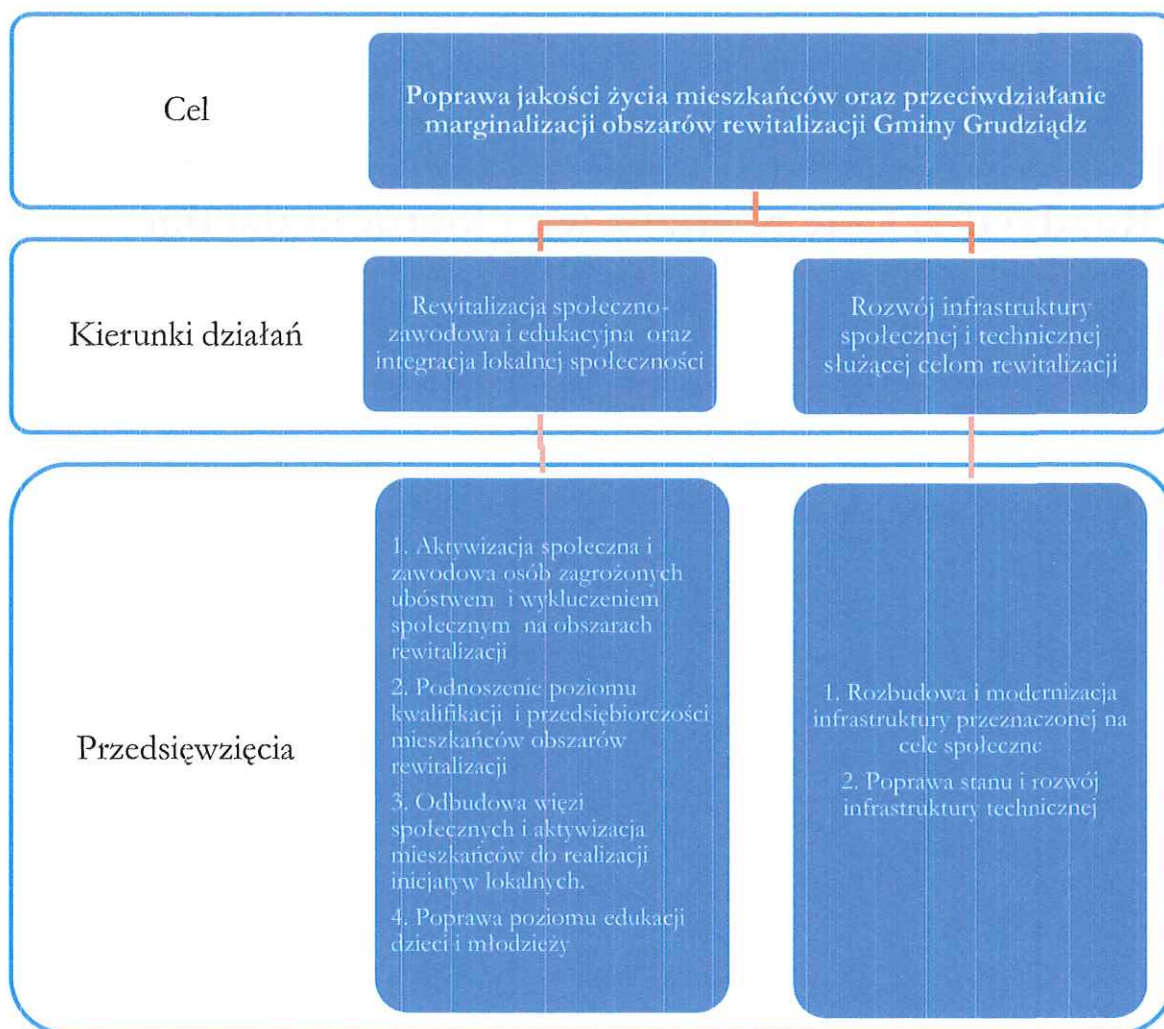 Cel
Poprawa jakości życia mieszkańców oraz przeciwdziałanie
marginalizacji obszarów rewitalizacji Gminy Grudziądz
Kierunki działań
Rewitalizacja społeczno-
zawodowa i edukacyjna oraz
integracja lokalnej społeczności
Rozwój infrastruktury
społecznej i technicznej
służącej celom rewitalizacji
Przedsięwzięcia
1. Aktywizacja społeczna i
zawodowa osób zagrożonych
ubóstwem i wykluczeniem
społecznym na obszarach
rewitalizacji
2. Podnoszenie poziomu
kwalifikacji i przedsiębiorczości
mieszkańców obszarów
rewitalizacji
3. Odbudowa więzi
społecznych i aktywizacja
mieszkańców do realizacji
inicjatyw lokalnych.
4. Poprawa poziomu edukacji
dzieci i młodzieży
1. Rozbudowa i modernizacja
infrastruktury przeznaczonej na
cele społeczne
2. Poprawa stanu i rozwój
infrastruktury technicznej